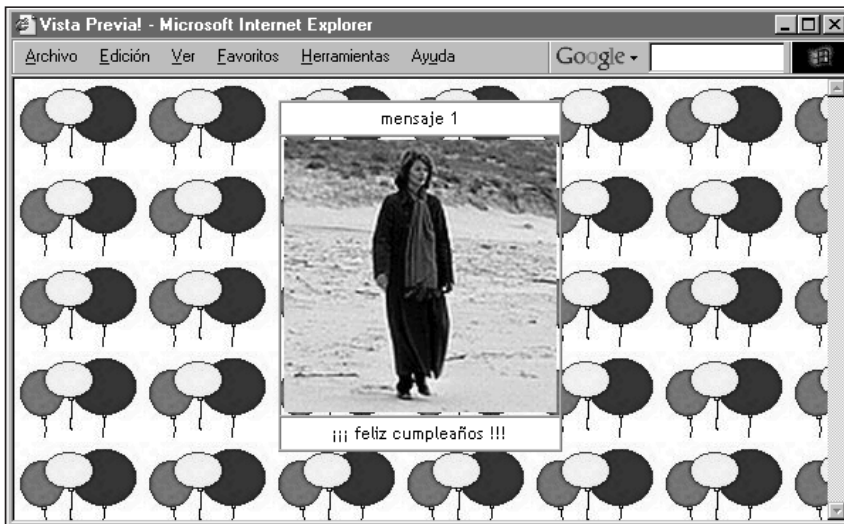 Vista Previa! - Microsoft Internet Explorer
Archivo Edición Ver Favoritos Herramientas Ayuda Google
mensaje 1
¡¡¡ feliz cumpleaños !!!